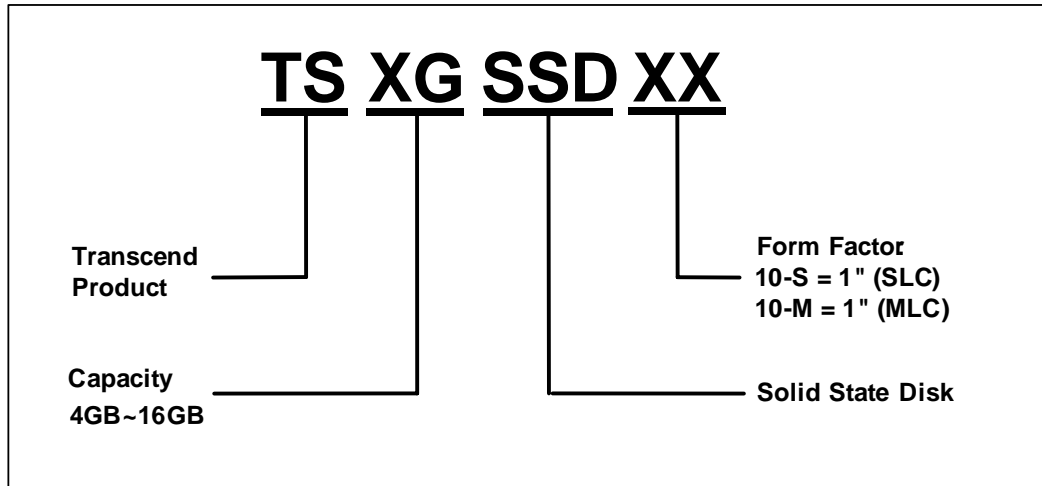 TS XG SSD XX
Transcend
Product
Form Factor:
10-S = 1" (SLC)
10-M = 1" (MLC)
Capacity
4GB~16GB
Solid State Disk